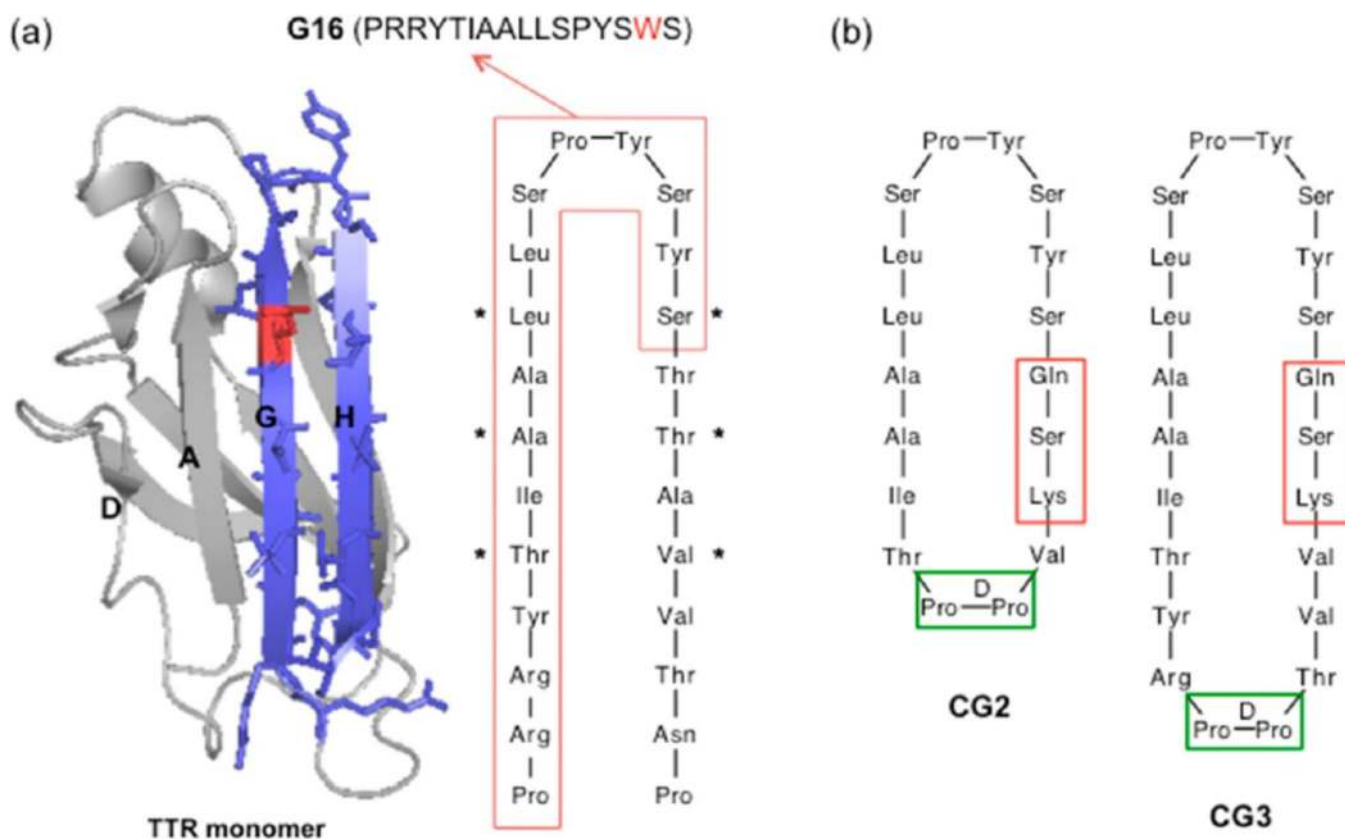 (a)
G16 (PRRYTIAALLSPYSWS)
(b)
Pro—Tyr
Ser Ser
Leu Tyr
* Leu Ser *
Ala Thr
* Ala Thr *
Ile Ala
* Thr Val *
Tyr Val
Arg Thr
Arg Asn
Pro Pro
D
A
G
H
TTR monomer
Pro—Tyr
Ser Ser
Leu Tyr
Leu Ser
Ala Gln
Ala Ser
Ile Lys
Thr Val
D
Pro—Pro
CG2
Pro—Tyr
Ser Ser
Leu Tyr
Leu Ser
Ala Gln
Ala Ser
Ile Lys
Thr Val
Tyr Val
Arg Thr
D
Pro—Pro
CG3